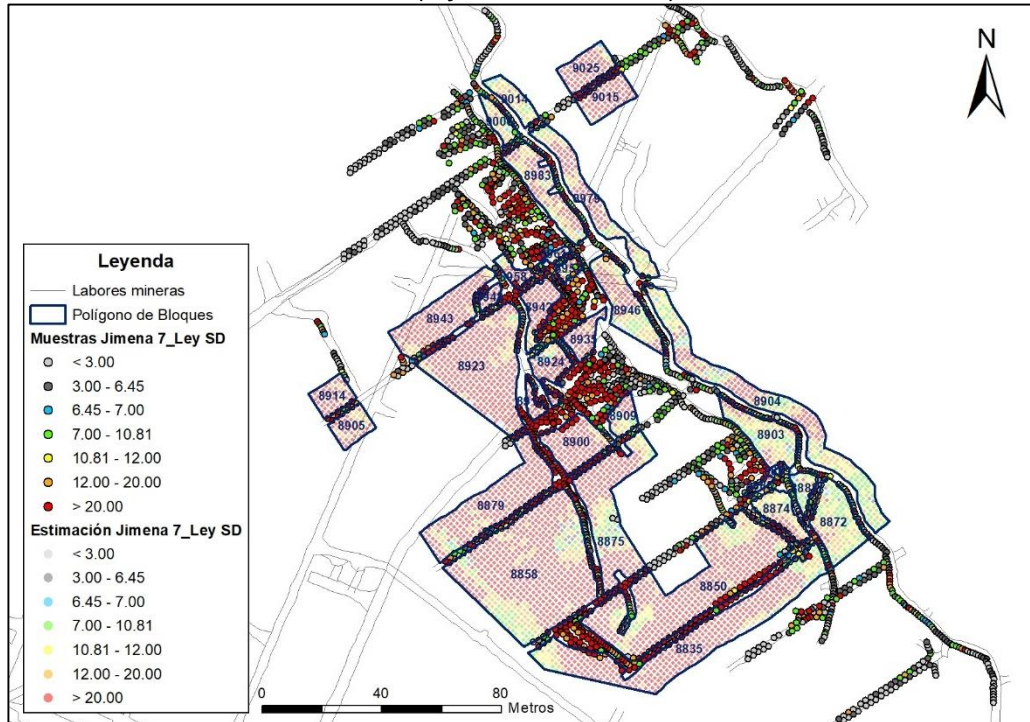 N
9025
9015
9014
8983
8943
8942
8946
8935
8923
8924
8914
8905
8904
8909
8903
8900
8879
8875
8874
8872
8858
8850
8835
Leyenda
Labores mineras
Polígono de Bloques
Muestras Jimena 7_Ley SD
< 3.00
3.00 - 6.45
6.45 - 7.00
7.00 - 10.81
10.81 - 12.00
12.00 - 20.00
> 20.00
Estimación Jimena 7_Ley SD
< 3.00
3.00 - 6.45
6.45 - 7.00
7.00 - 10.81
10.81 - 12.00
12.00 - 20.00
> 20.00
0 40 80
Metros